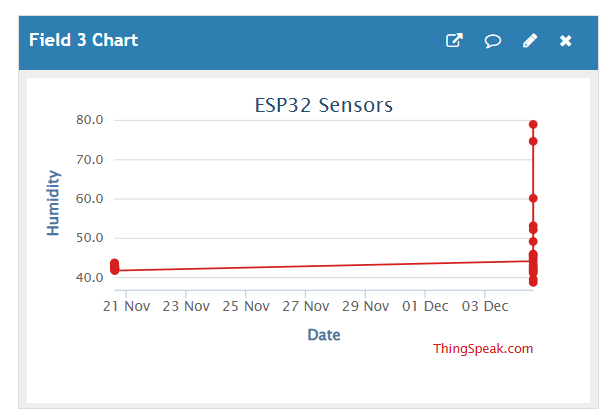 Field 3 Chart
ESP32 Sensors
80.0
70.0
60.0
50.0
40.0
Humidity
21 Nov 23 Nov 25 Nov 27 Nov 29 Nov 01 Dec 03 Dec
Date
ThingSpeak.com